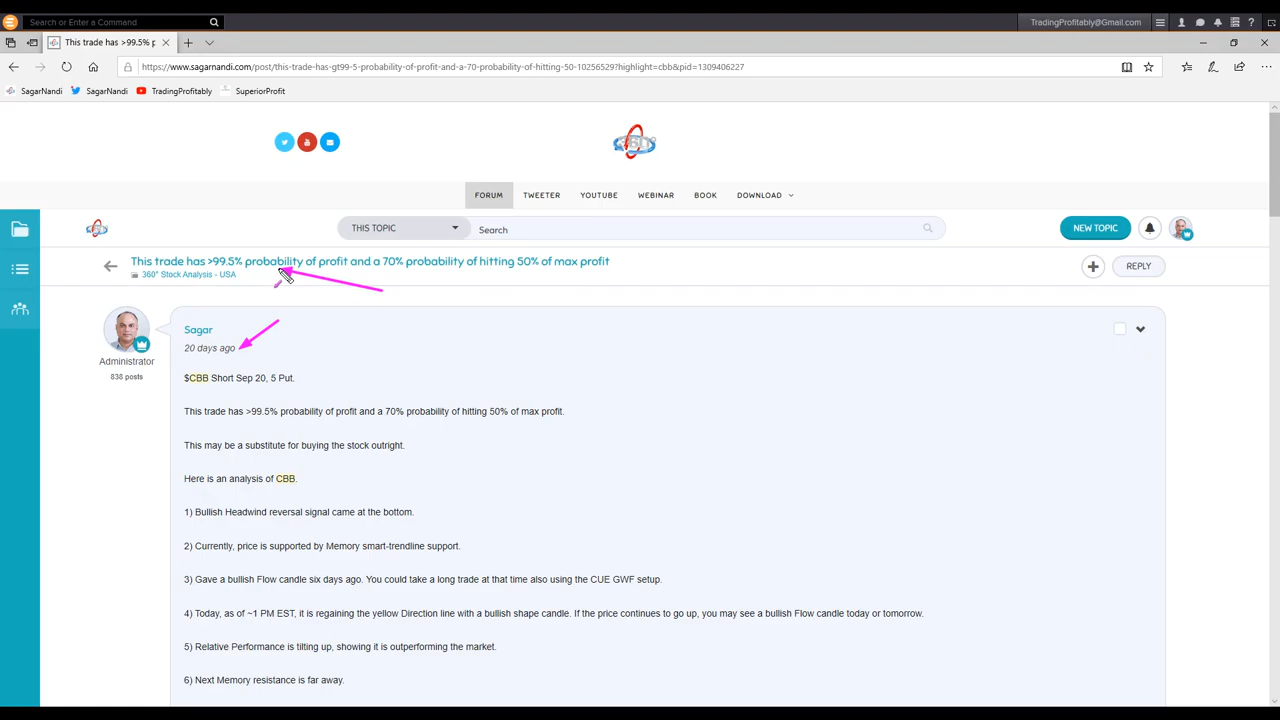 Search or Enter a Command
TradingProfitably@Gmail.com
This trade has >99.5% p
https://www.sagarnandi.com/post/this-trade-has-gt99-5-probability-of-profit-and-a-70-probability-of-hitting-50-10256529?highlight=cbb&pid=1309406227
SagarNandi
SagarNandi
TradingProfitably
SuperiorProfit
360°
FORUM
TWEETER
YOUTUBE
WEBINAR
BOOK
DOWNLOAD
THIS TOPIC
Search
NEW TOPIC
This trade has >99.5% probability of profit and a 70% probability of hitting 50% of max profit
360° Stock Analysis - USA
REPLY
Sagar
20 days ago
Administrator
838 posts
$CBB Short Sep 20, 5 Put.
This trade has >99.5% probability of profit and a 70% probability of hitting 50% of max profit.
This may be a substitute for buying the stock outright.
Here is an analysis of CBB.
1) Bullish Headwind reversal signal came at the bottom.
2) Currently, price is supported by Memory smart-trendline support.
3) Gave a bullish Flow candle six days ago. You could take a long trade at that time also using the CUE GWF setup.
4) Today, as of ~1 PM EST, it is regaining the yellow Direction line with a bullish shape candle. If the price continues to go up, you may see a bullish Flow candle today or tomorrow.
5) Relative Performance is tilting up, showing it is outperforming the market.
6) Next Memory resistance is far away.